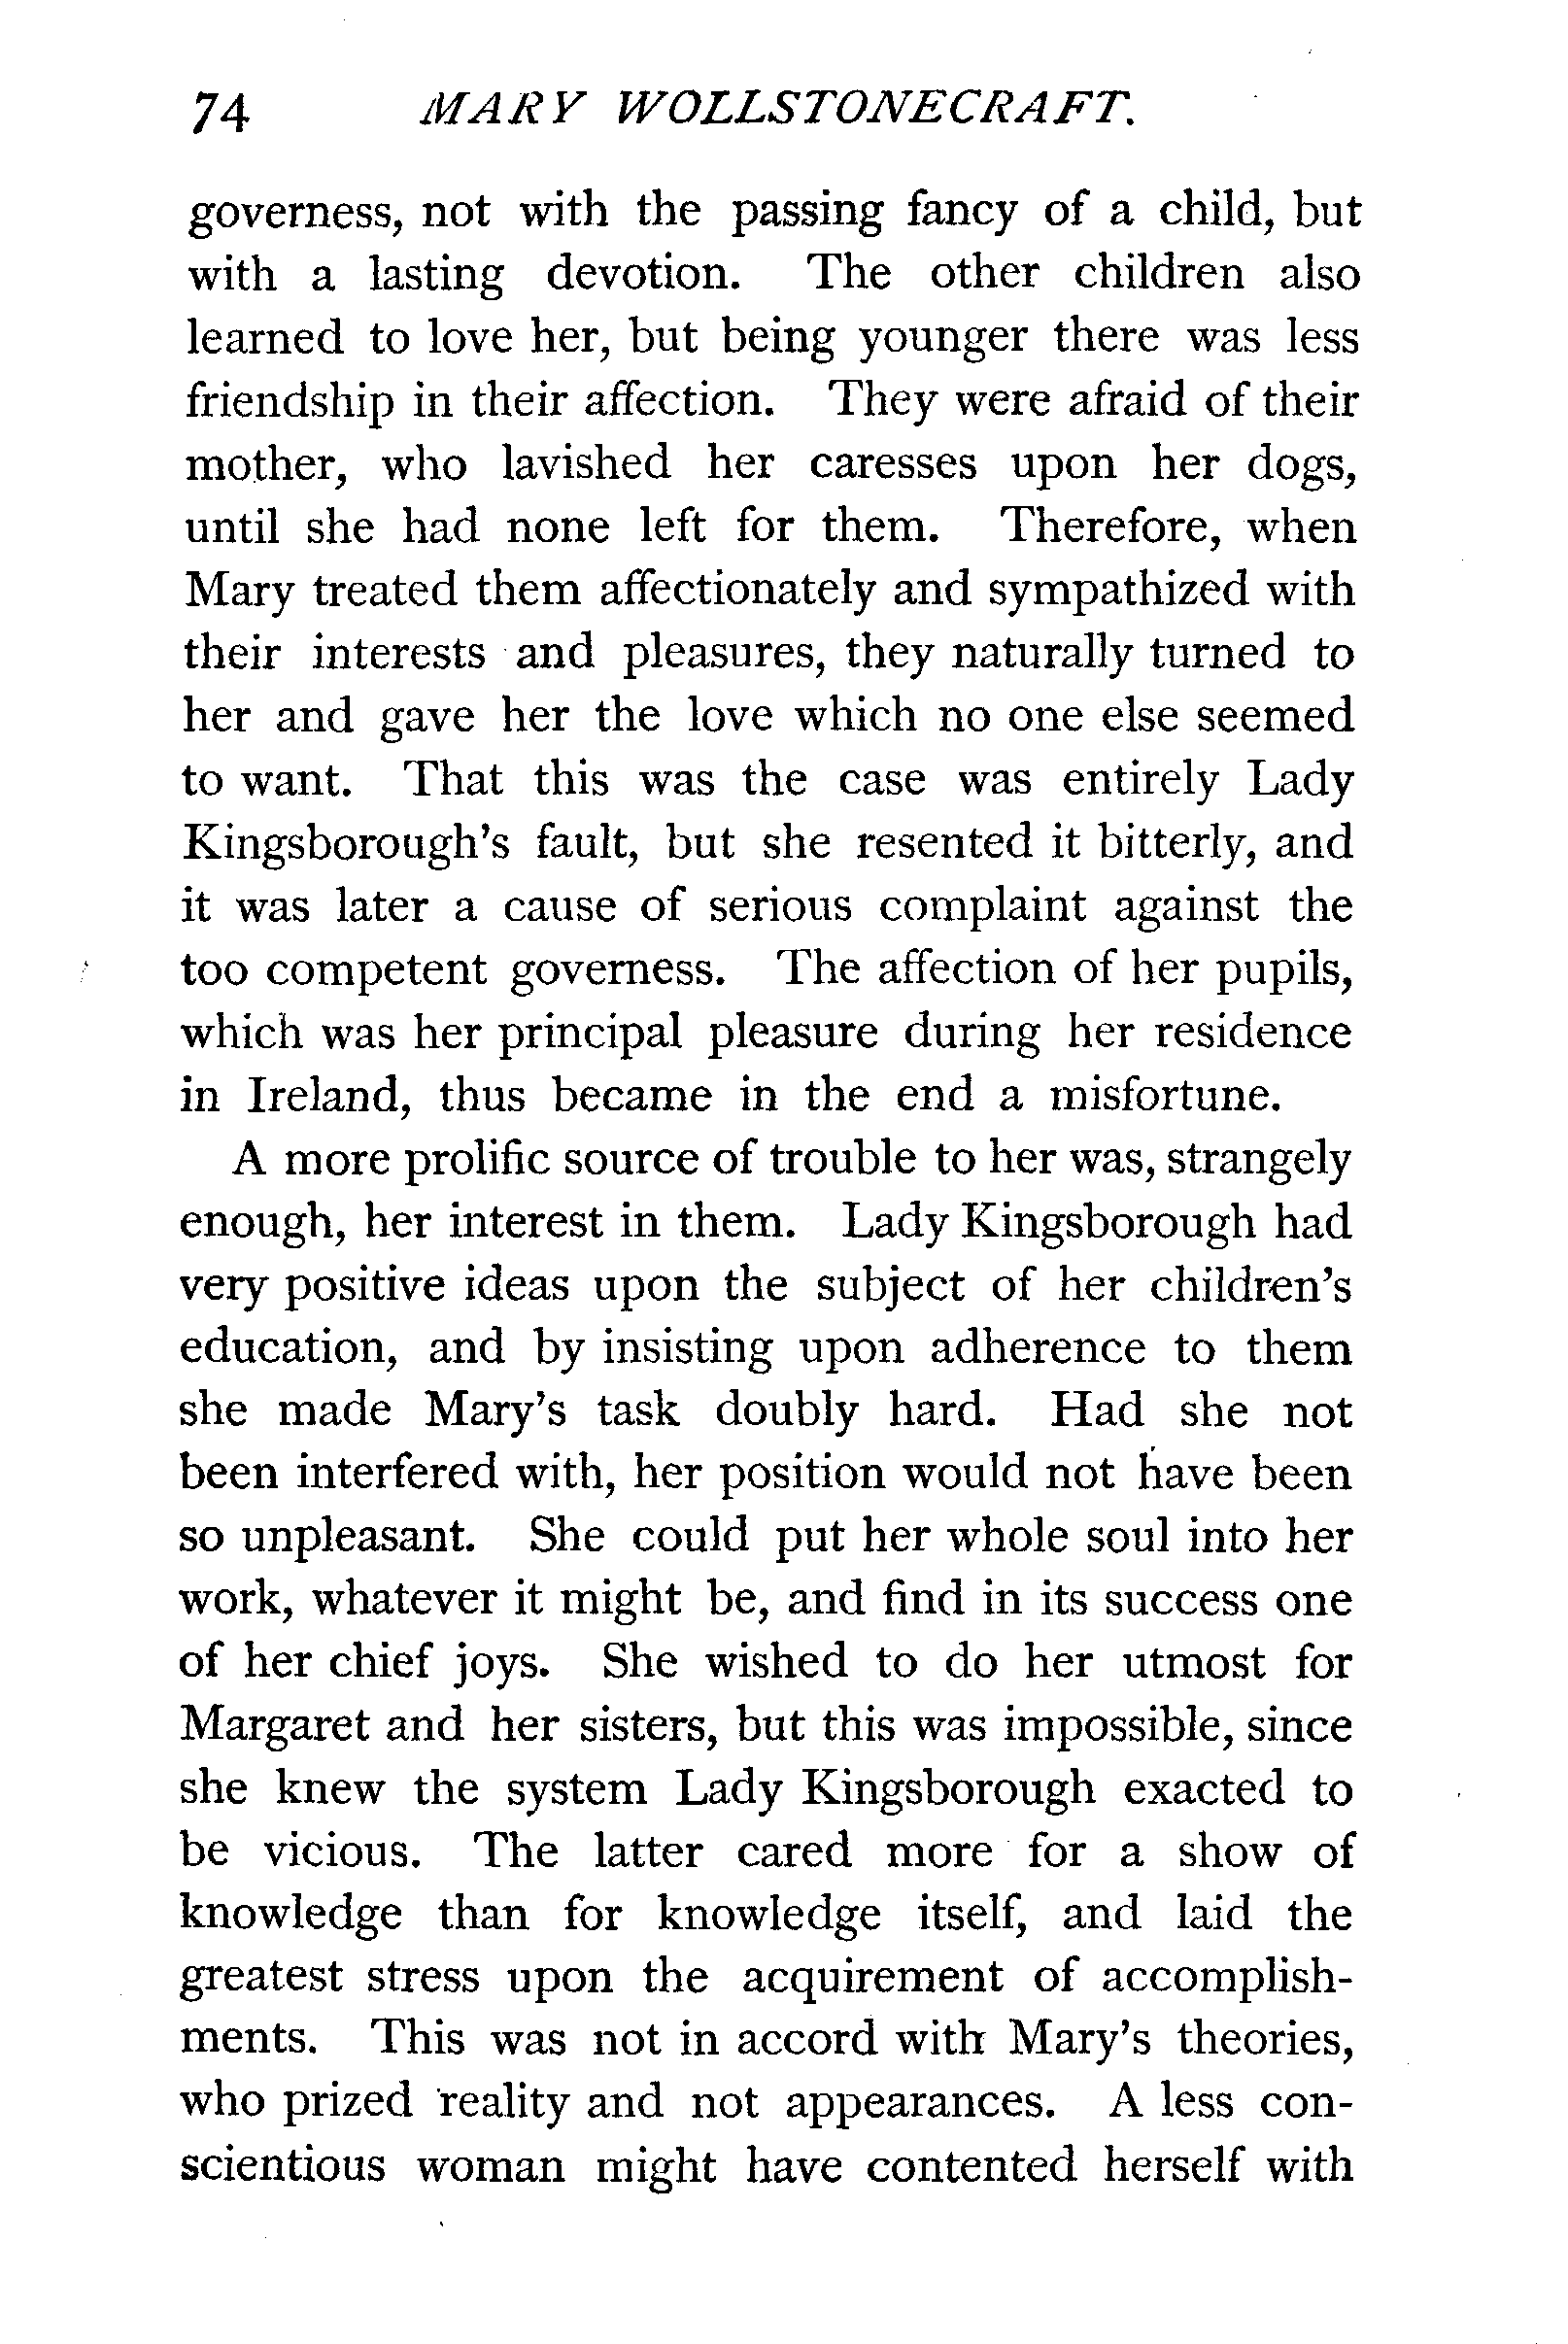 74 MARY WOLLSTONECRAFT.
governess, not with the passing fancy of a child, but
with a lasting devotion. The other children also
learned to love her, but being younger there was less
friendship in their affection. They were afraid of their
mother, who lavished her caresses upon her dogs,
until she had none left for them. Therefore, when
Mary treated them affectionately and sympathized with
their interests and pleasures, they naturally turned to
her and gave her the love which no one else seemed
to want. That this was the case was entirely Lady
Kingsborough's fault, but she resented it bitterly, and
it was later a cause of serious complaint against the
too competent governess. The affection of her pupils,
which was her principal pleasure during her residence
in Ireland, thus became in the end a misfortune.
A more prolific source of trouble to her was, strangely
enough, her interest in them. Lady Kingsborough had
very positive ideas upon the subject of her children's
education, and by insisting upon adherence to them
she made Mary's task doubly hard. Had she not
been interfered with, her position would not have been
so unpleasant. She could put her whole soul into her
work, whatever it might be, and find in its success one
of her chief joys. She wished to do her utmost for
Margaret and her sisters, but this was impossible, since
she knew the system Lady Kingsborough exacted to
be vicious. The latter cared more for a show of
knowledge than for knowledge itself, and laid the
greatest stress upon the acquirement of accomplish-
ments. This was not in accord with Mary's theories,
who prized reality and not appearances. A less con-
scientious woman might have contented herself with